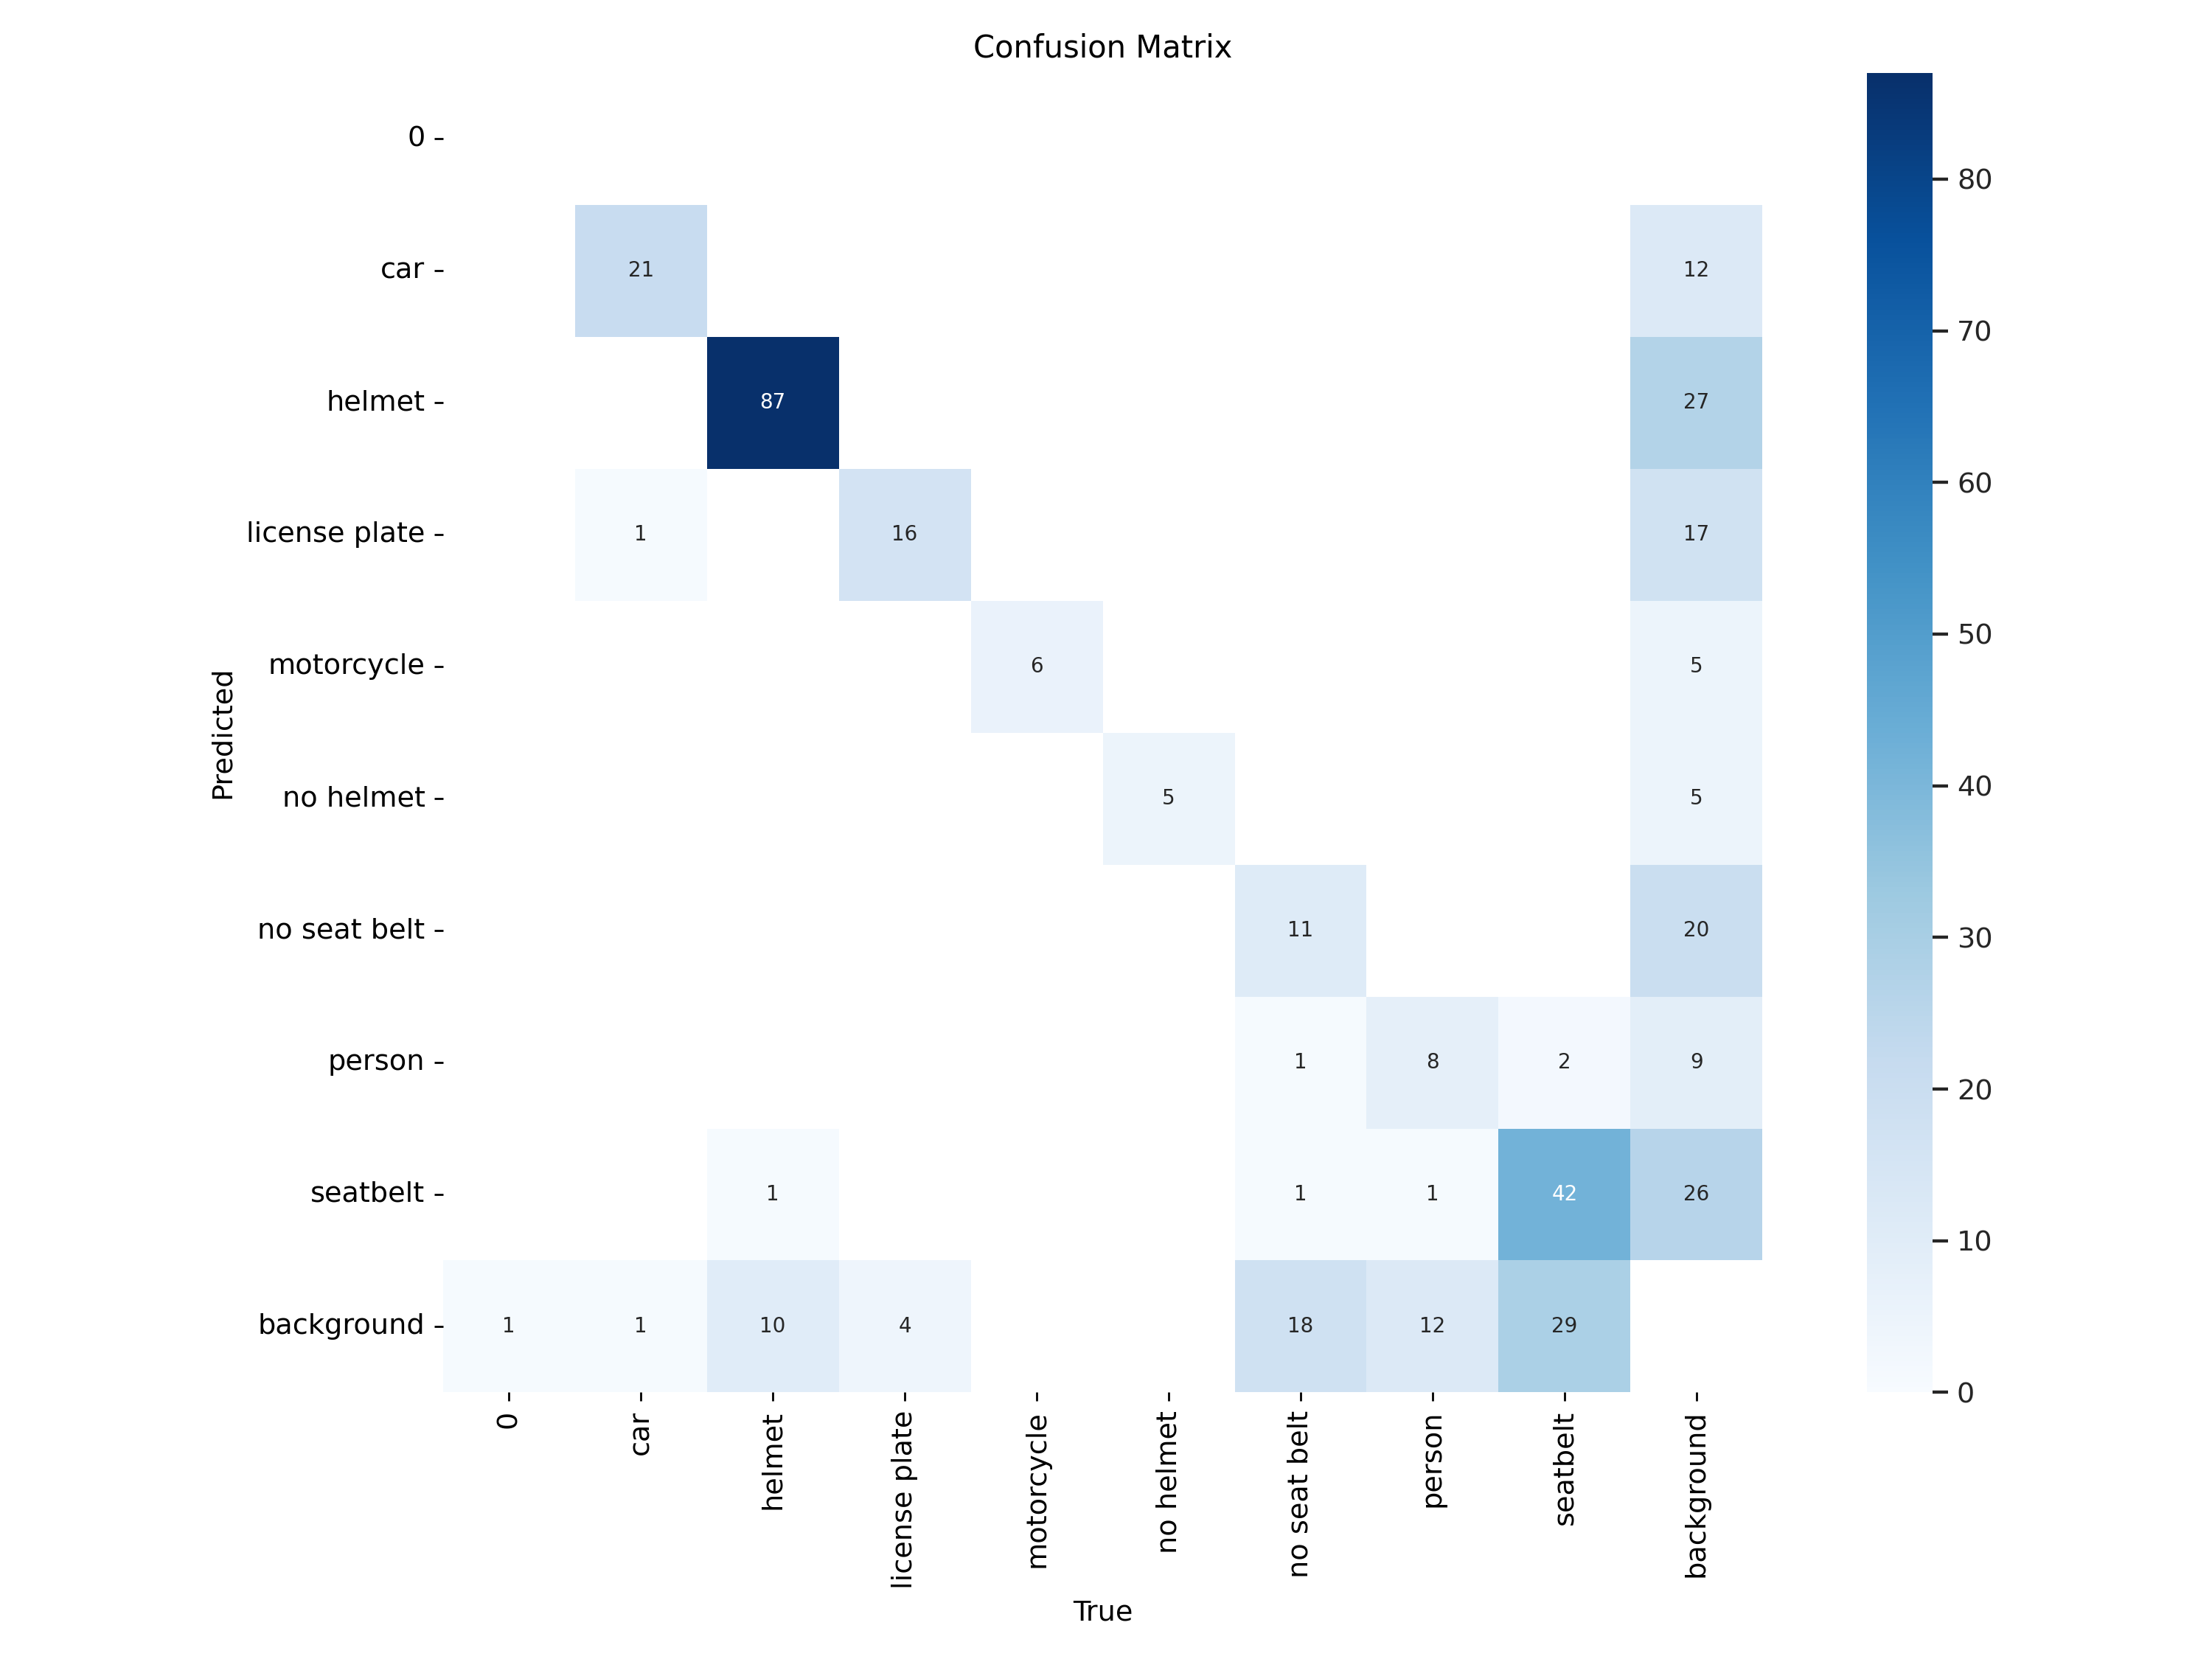 Confusion Matrix
0
car 21 12
helmet 87 27
license plate 1 16 17
motorcycle 6 5
no helmet 5 5
no seat belt 11 20
person 1 8 2 9
seatbelt 1 1 1 42 26
background 1 1 10 4 18 12 29
Predicted
0 car helmet license plate motorcycle no helmet no seat belt person seatbelt background
True
80
70
60
50
40
30
20
10
0